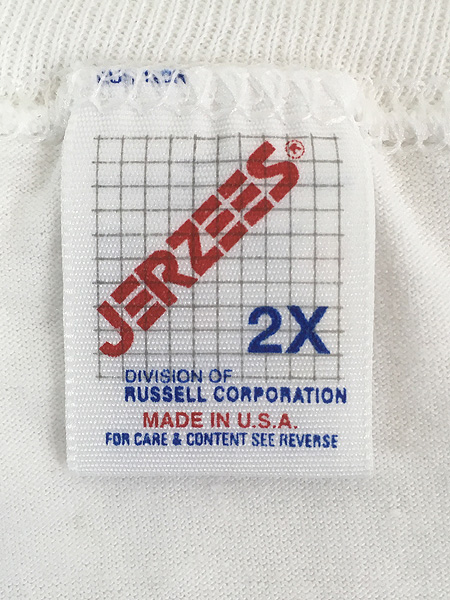 JERZEES
2X
DIVISION OF
RUSSELL CORPORATION
MADE IN U.S.A.
FOR CARE & CONTENT SEE REVERSE